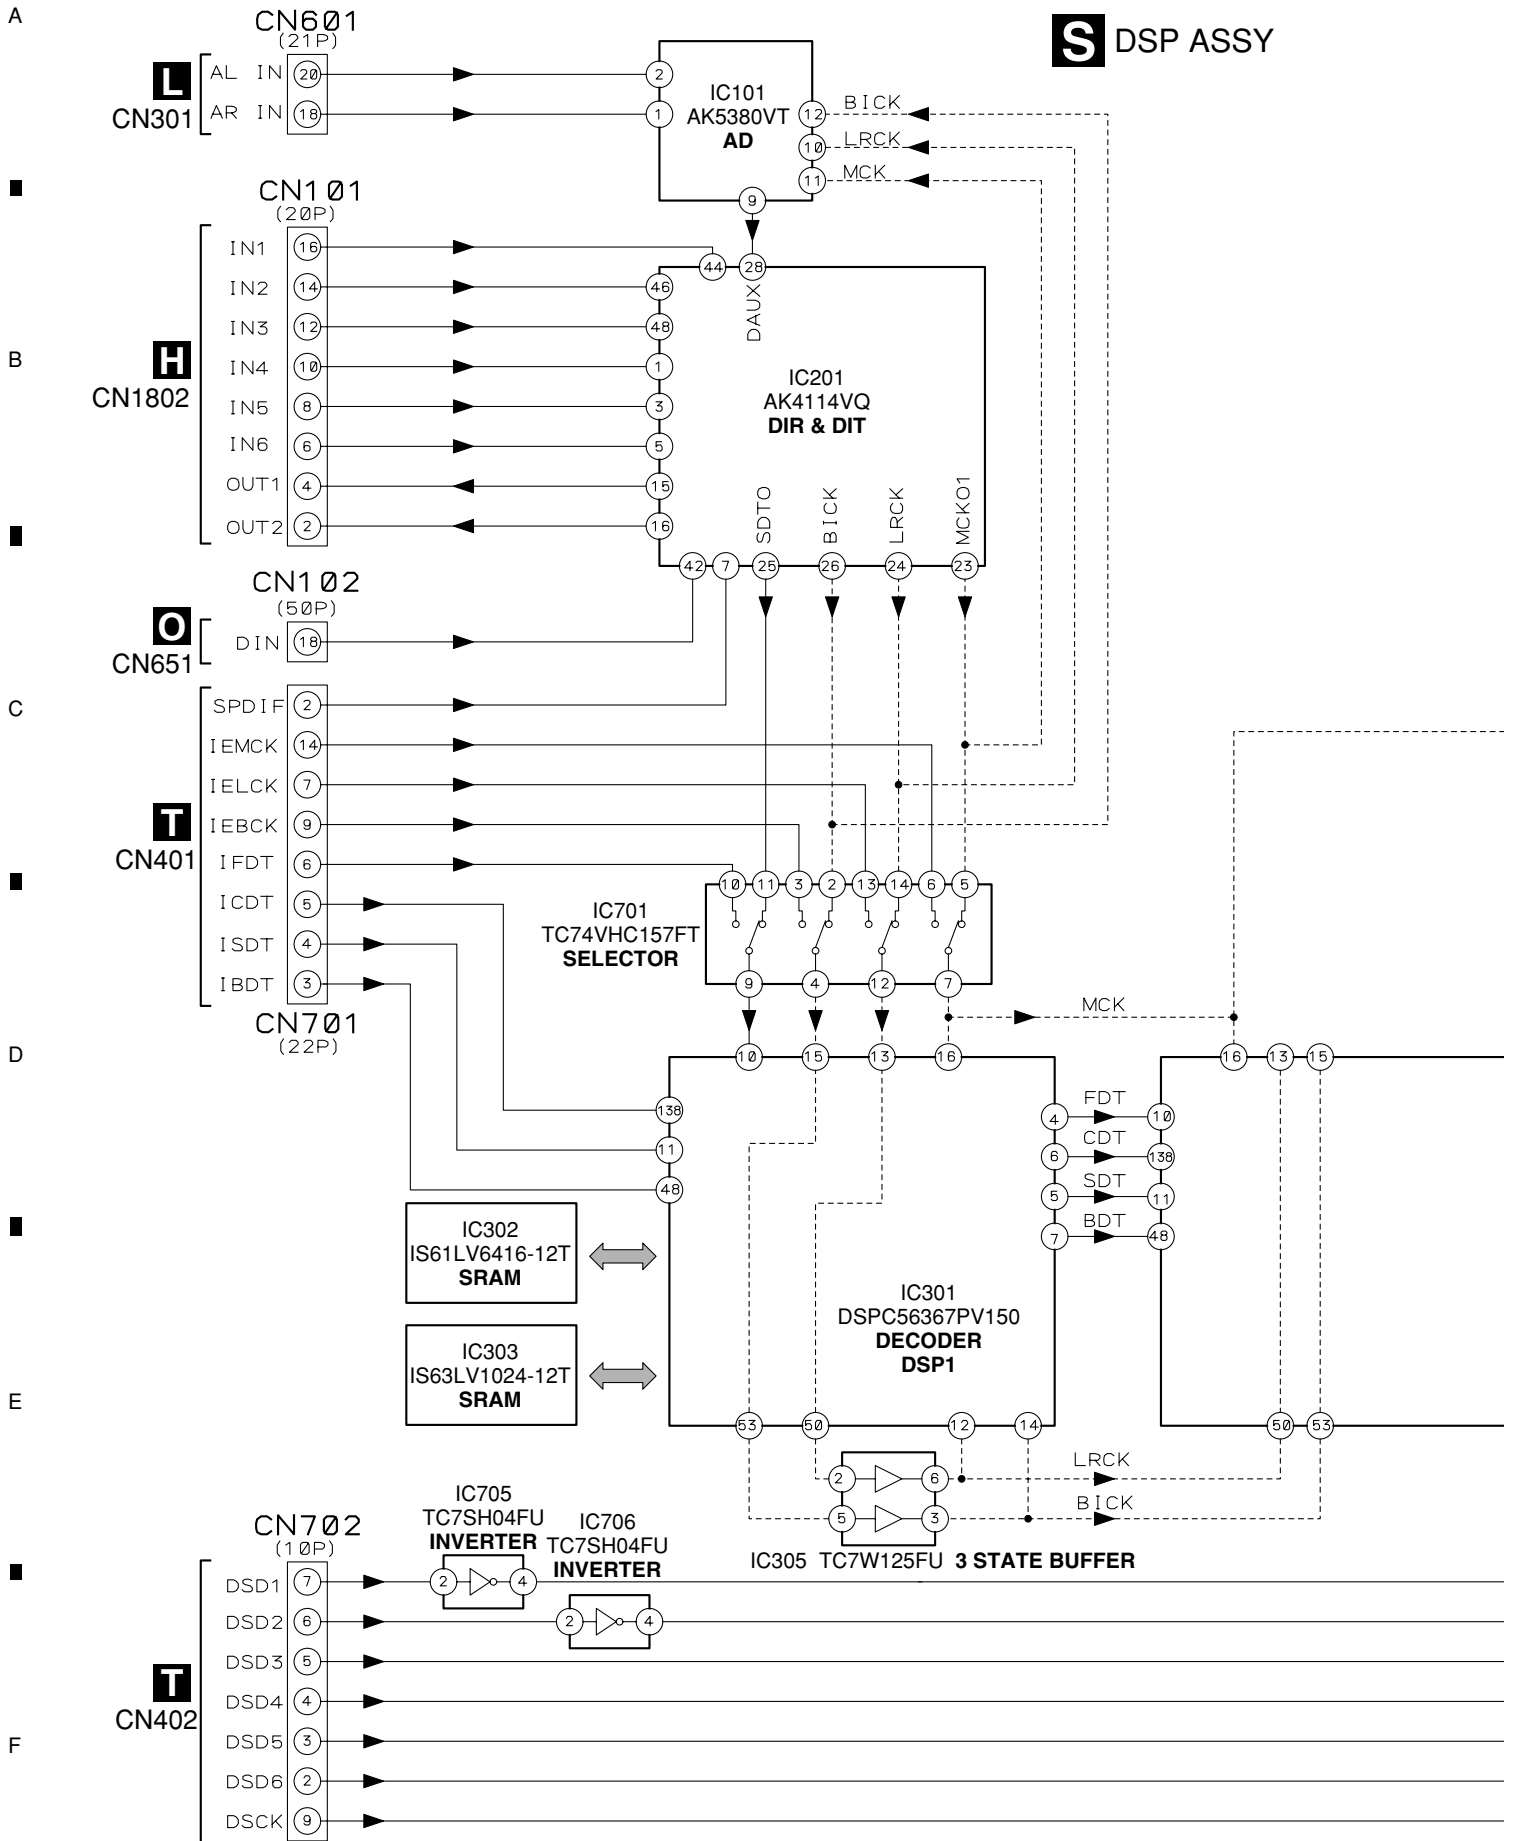 A
CN601
(21P)
S DSP ASSY
L
CN301
AL IN 20
AR IN 18
2
1
IC101
AK5380VT
AD
12 BICK
10 LRCK
11 MCK
9
CN101
(20P)
H
CN1802
IN1 16
IN2 14
IN3 12
IN4 10
IN5 8
IN6 6
OUT1 4
OUT2 2
44
28
46
48
1
3
5
15
16
DAUX
B
IC201
AK4114VQ
DIR & DIT
SDTO
BICK
LRCK
MCKO1
42
7
25
26
24
23
CN102
(50P)
O
CN651
DIN 18
C
T
CN401
SPDIF 2
IEMCK 14
IELCK 7
IEBCK 9
IFDT 6
ICDT 5
ISDT 4
IBDT 3
CN701
(22P)
10
11
3
2
13
14
6
5
IC701
TC74VHC157FT
SELECTOR
9
4
12
7
MCK
D
10
15
13
16
16
13
15
138
11
48
4 FDT 10
6 CDT 138
5 SDT 11
7 BDT 48
IC302
IS61LV6416-12T
SRAM
IC301
DSPC56367PV150
DECODER
DSP1
IC303
IS63LV1024-12T
SRAM
E
53
50
12
14
50
53
2
6
LRCK
5
3
BICK
IC305 TC7W125FU 3 STATE BUFFER
IC705
TC7SH04FU
INVERTER
2
4
IC706
TC7SH04FU
INVERTER
2
4
CN702
(10P)
T
CN402
DSD1 7
DSD2 6
DSD3 5
DSD4 4
DSD5 3
DSD6 2
DSCK 9
F